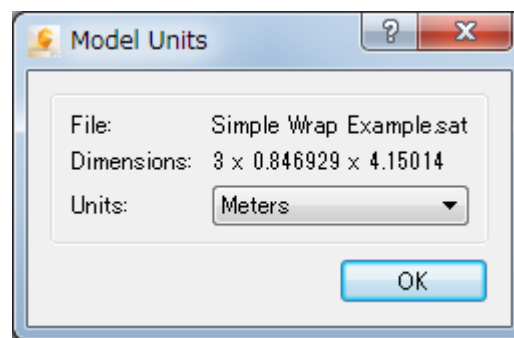 Model Units
File: Simple Wrap Example.sat
Dimensions: 3 x 0.846929 x 4.15014
Units: Meters
OK